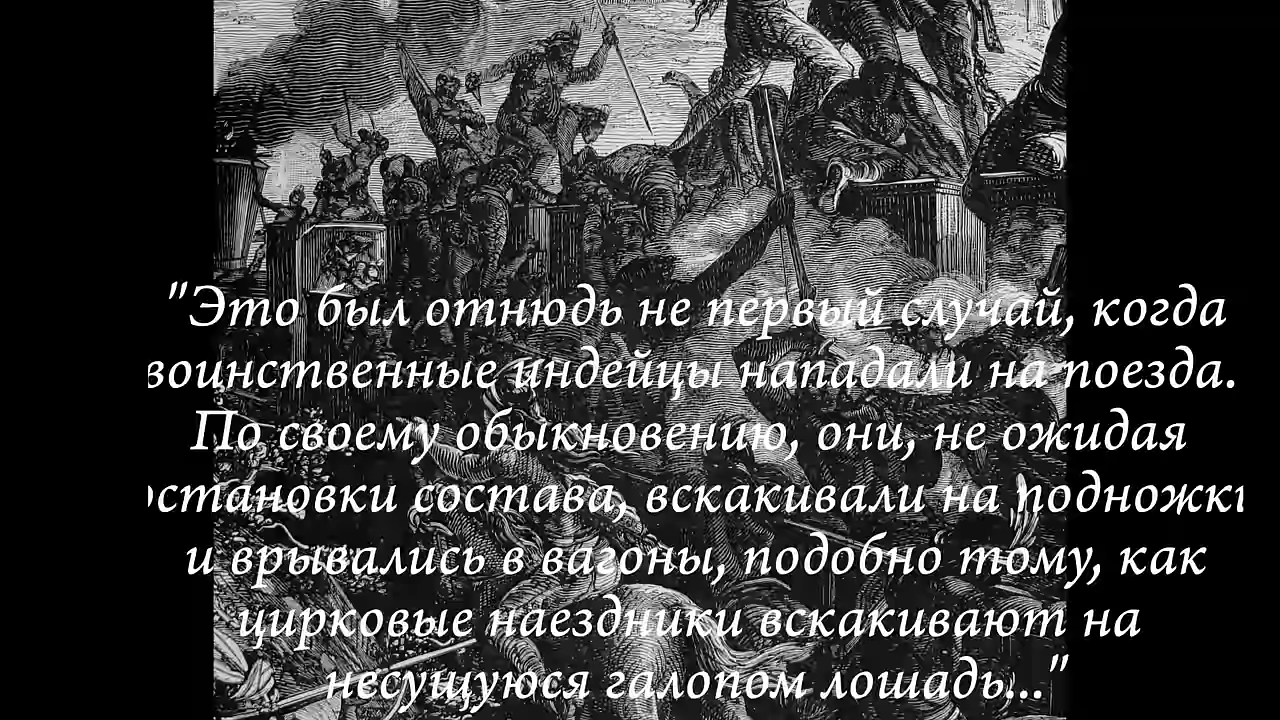 "Это был отнюдь не первый случай, когда
воинственные индейцы нападали на поезда.
По своему обыкновению, они, не ожидая
остановки состава, вскакивали на подножки
и врывались в вагоны, подобно тому, как
цирковые наездники вскакивают на
несущуюся галопом лошадь..."